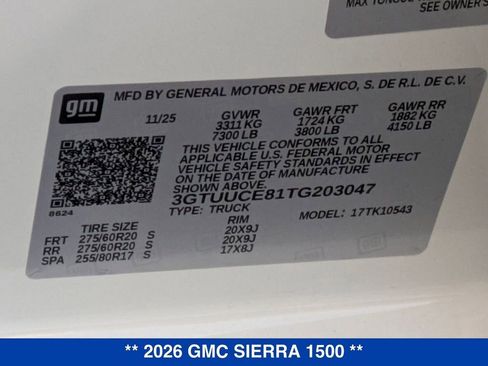 MAX TONGUE
SEE OWNER'S
gm
MFD BY GENERAL MOTORS DE MEXICO, S. DE R.L. DE C.V.
11/25 GVWR GAWR FRT GAWR RR
3311 KG 1724 KG 1882 KG
7300 LB 3800 LB 4150 LB
THIS VEHICLE CONFORMS TO ALL
APPLICABLE U.S. FEDERAL MOTOR
VEHICLE SAFETY STANDARDS IN EFFECT
ON THE DATE OF MANUFACTURE SHOWN ABOVE.
3GTUUCE81TG203047
TYPE: TRUCK MODEL: 17TK10543
8624
TIRE SIZE RIM
FRT 275/60R20 S 20X9J
RR 275/60R20 S 20X9J
SPA 255/80R17 S 17X8J
** 2026 GMC SIERRA 1500 **